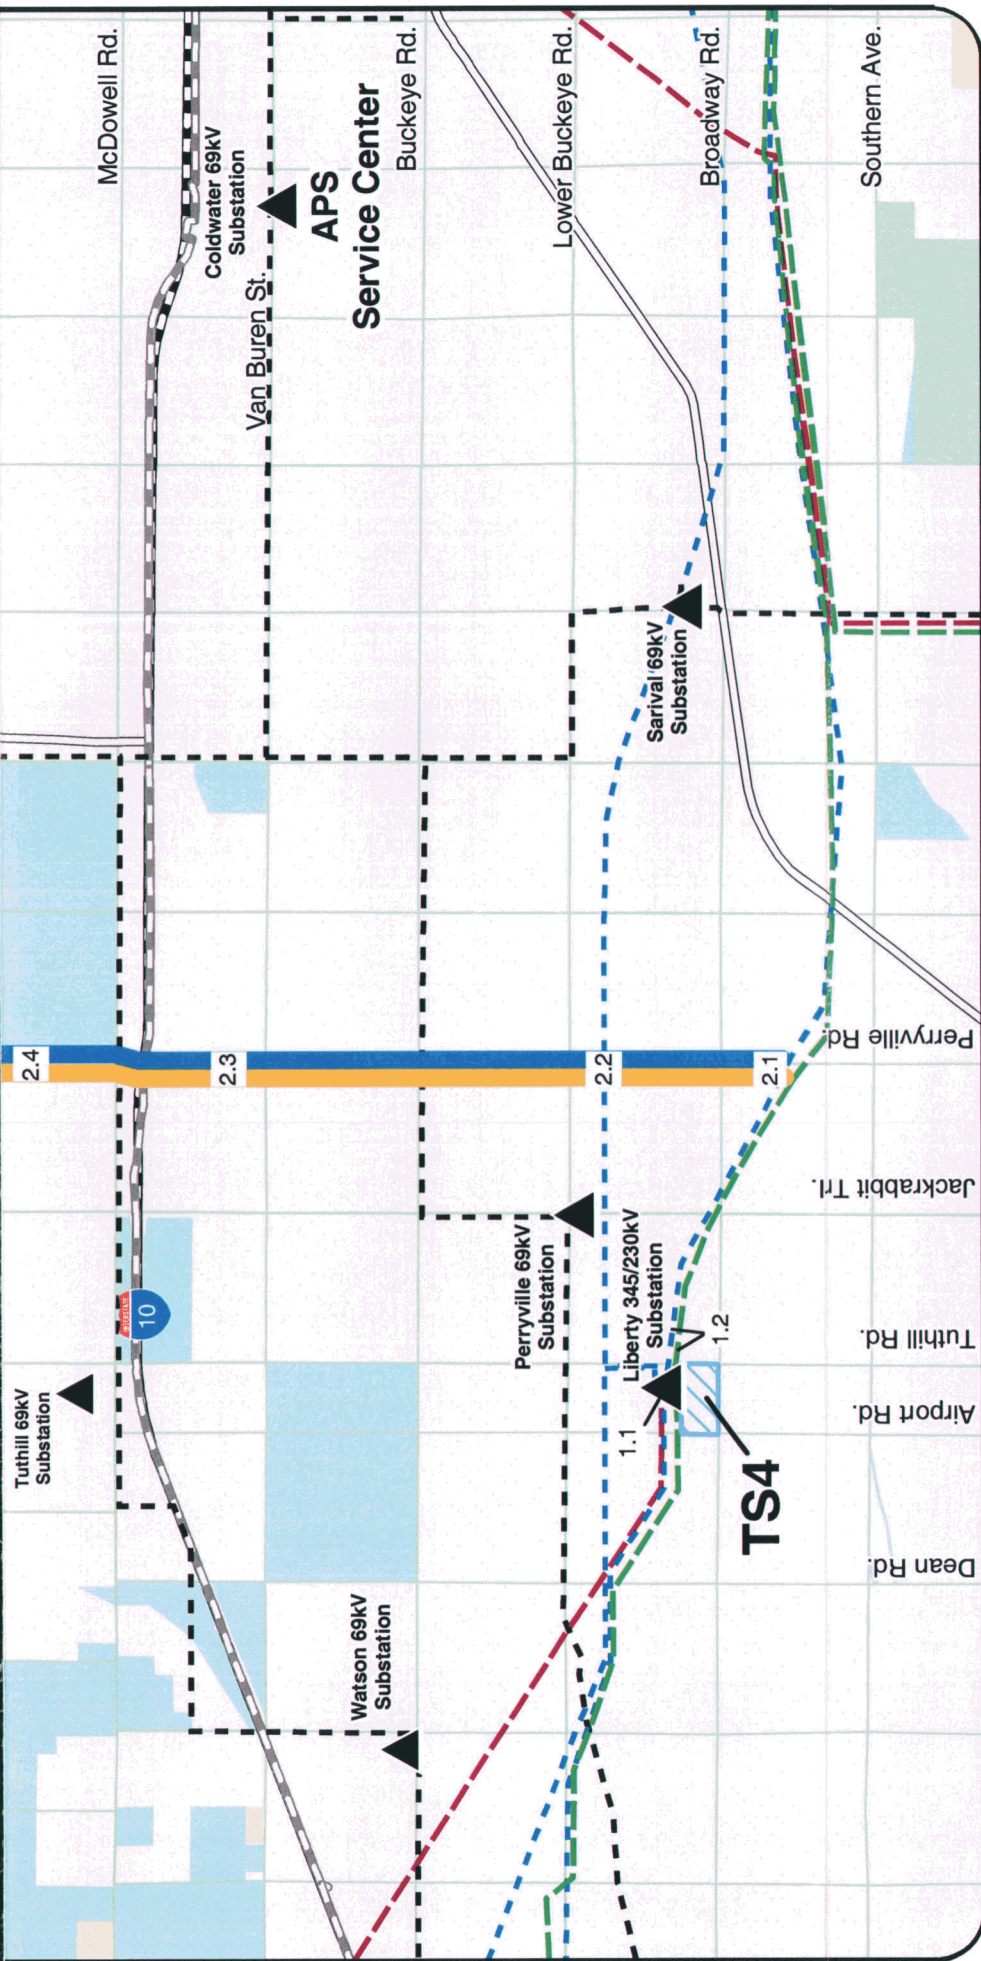 McDowell Rd.
Coldwater 69kV
Substation
APS
Service Center
Van Buren St.
Buckeye Rd.
Lower Buckeye Rd.
Broadway Rd.
Southern Ave.
Sarival 69kV
Substation
2.4
2.3
2.2
2.1
Perryville Rd.
Jackrabbit Trl.
Tuthill Rd.
Airport Rd.
Dean Rd.
Perryville 69kV
Substation
Liberty 345/230kV
Substation
1.2
1.1
TS4
INTERSTATE
10
Tuthill 69kV
Substation
Watson 69kV
Substation